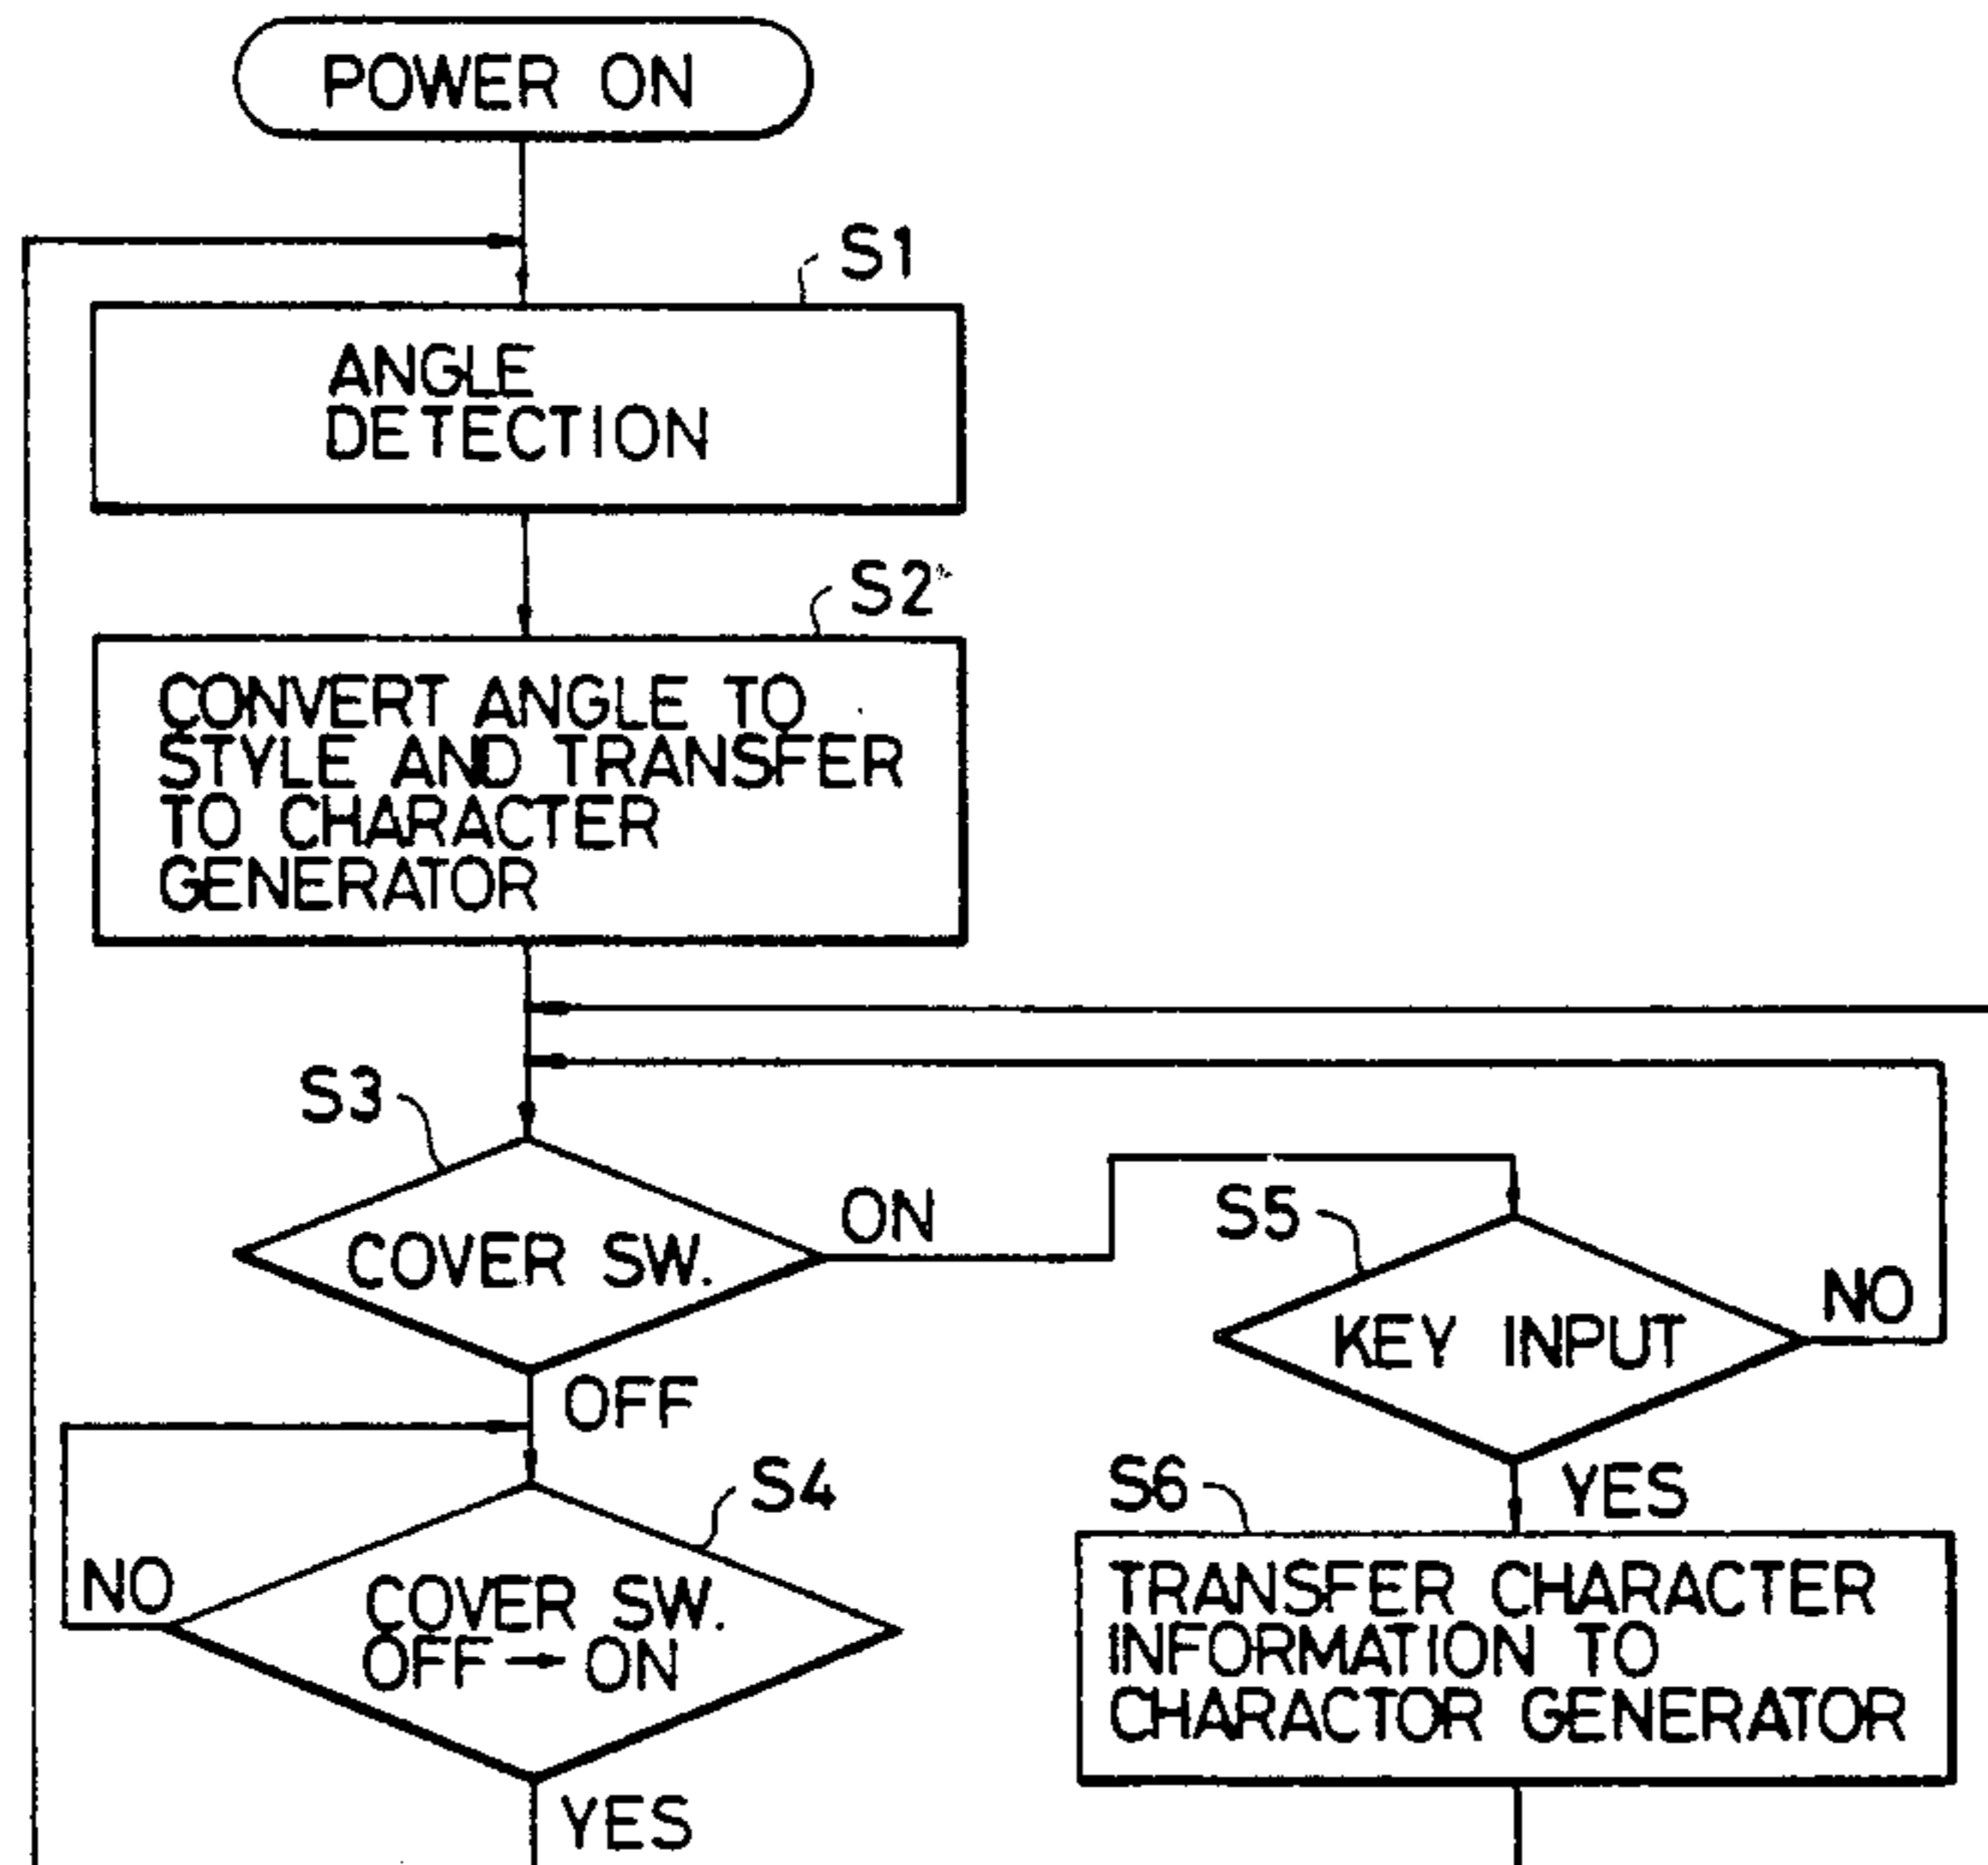 POWER ON
S1
ANGLE
DETECTION
S2
CONVERT ANGLE TO
STYLE AND TRANSFER
TO CHARACTER
GENERATOR
S3
COVER SW.
ON
OFF
S4
COVER SW.
OFF → ON
NO
YES
S5
KEY INPUT
NO
YES
S6
TRANSFER CHARACTER
INFORMATION TO
CHARACTOR GENERATOR